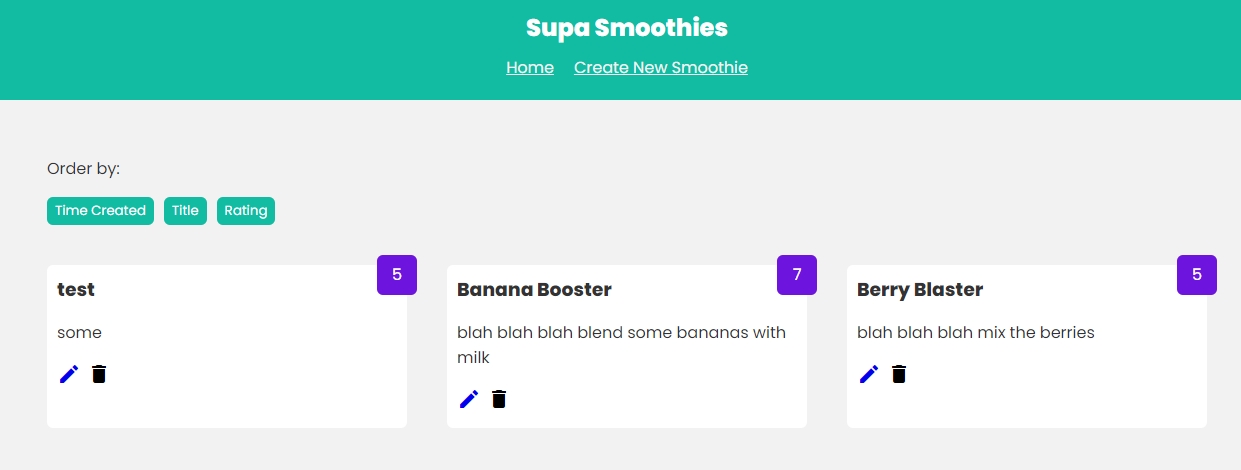 Supa Smoothies
Home Create New Smoothie
Order by:
Time Created Title Rating
5
test
some
7
Banana Booster
blah blah blah blend some bananas with
milk
5
Berry Blaster
blah blah blah mix the berries